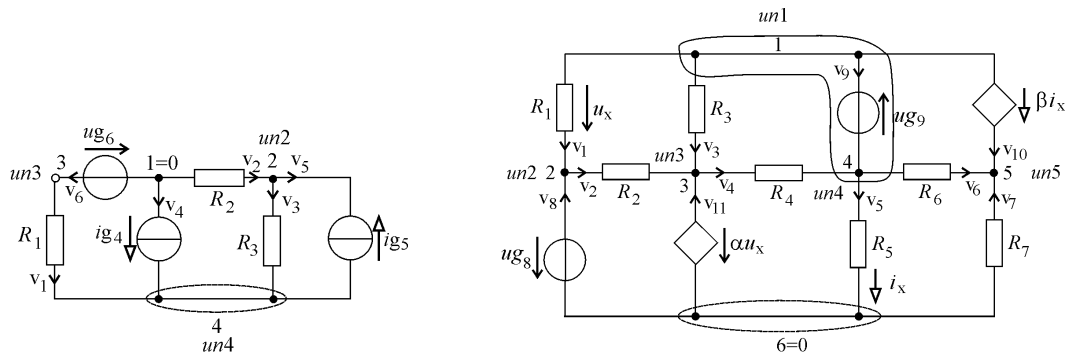 ug6
3
1=0
un2
v2
2
v5
un3
v6
R2
v4
v3
R1
ig4
R3
ig5
v1
4
un4
un1
1
v9
R1
ux
R3
ug9
βix
v1
un3
v3
4
v10
un2
2
v2
R2
3
v4
R4
un4
R6
v6
5
un5
v8
v11
v5
v7
ug8
αux
R5
R7
ix
6=0